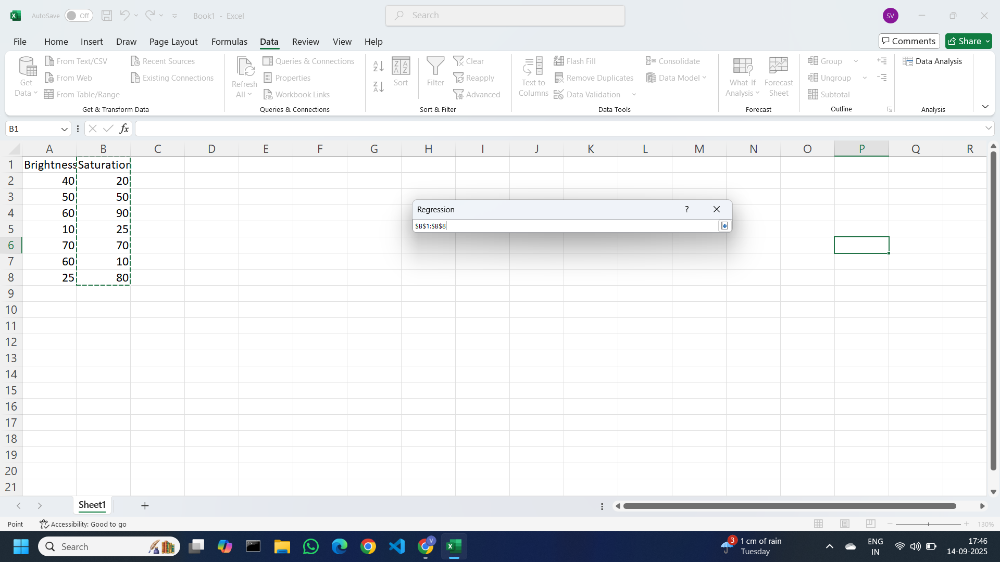 AutoSave Off Book1 - Excel Search SV
File Home Insert Draw Page Layout Formulas Data Review View Help Comments Share
Get Data
From Text/CSV
From Web
From Table/Range
Recent Sources
Existing Connections
Get & Transform Data
Refresh All
Queries & Connections
Properties
Workbook Links
Queries & Connections
Sort
Filter
Clear
Reapply
Advanced
Sort & Filter
Text to Columns
Flash Fill
Remove Duplicates
Data Validation
Consolidate
Data Model
Data Tools
What-If Analysis
Forecast Sheet
Forecast
Group
Ungroup
Subtotal
Outline
Data Analysis
Analysis
B1 fx
A B C D E F G H I J K L M N O P Q R
1 Brightness Saturation
2 40 20
3 50 50
4 60 90
5 10 25
6 70 70
7 60 10
8 25 80
9
10
11
12
13
14
15
16
17
18
19
20
21
Regression ?
$B$1:$B$8
Sheet1
Point Accessibility: Good to go 130%
Search
3
1 cm of rain
Tuesday
ENG
IN
17:46
14-09-2025